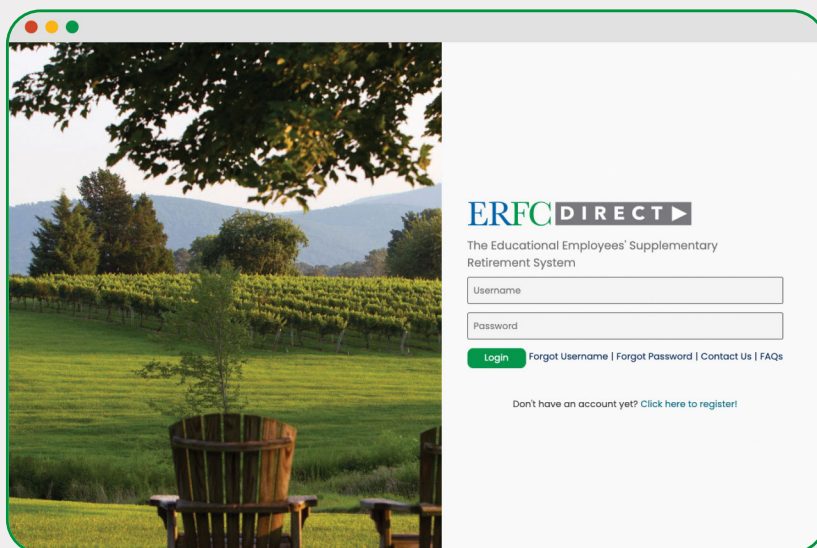 ERFC DIRECT
The Educational Employees' Supplementary
Retirement System
Username
Password
Login Forgot Username | Forgot Password | Contact Us | FAQs
Don't have an account yet? Click here to register!